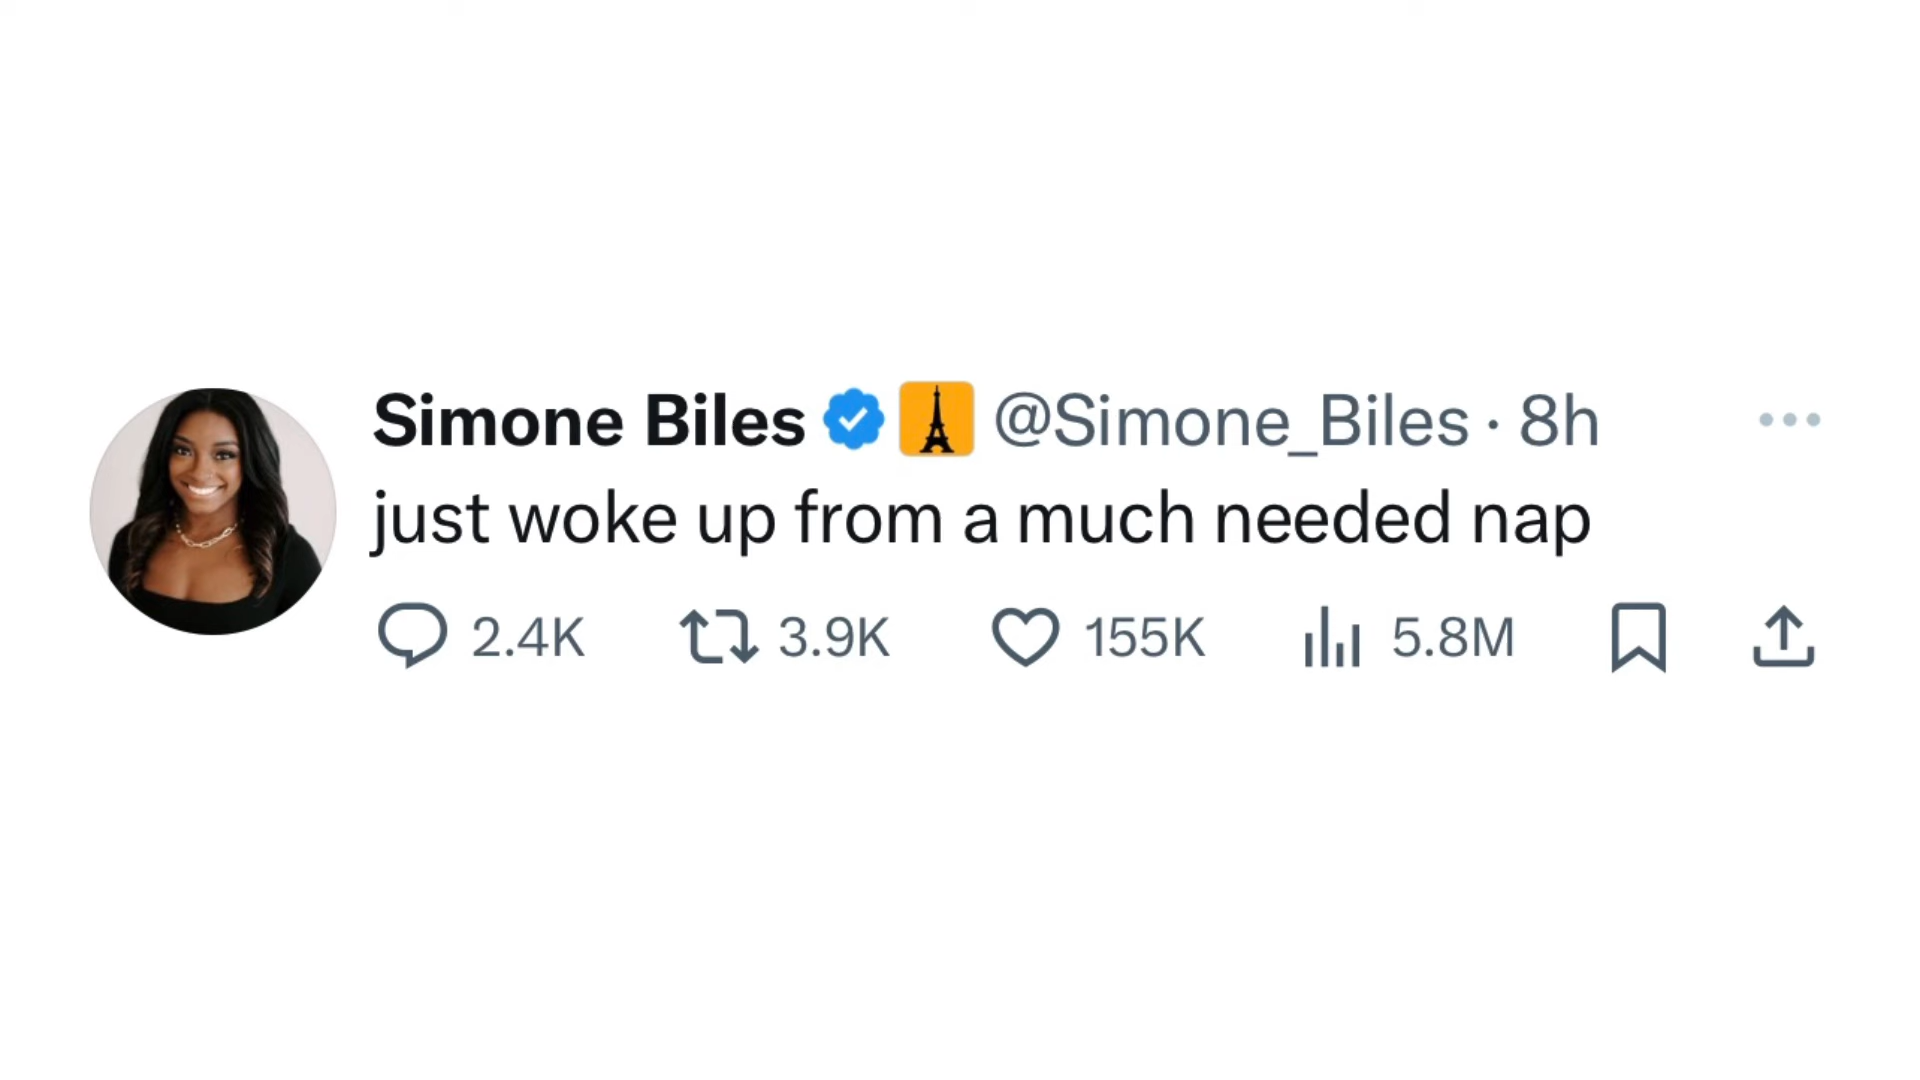 Simone Biles @Simone_Biles · 8h
just woke up from a much needed nap
2.4K 3.9K 155K 5.8M